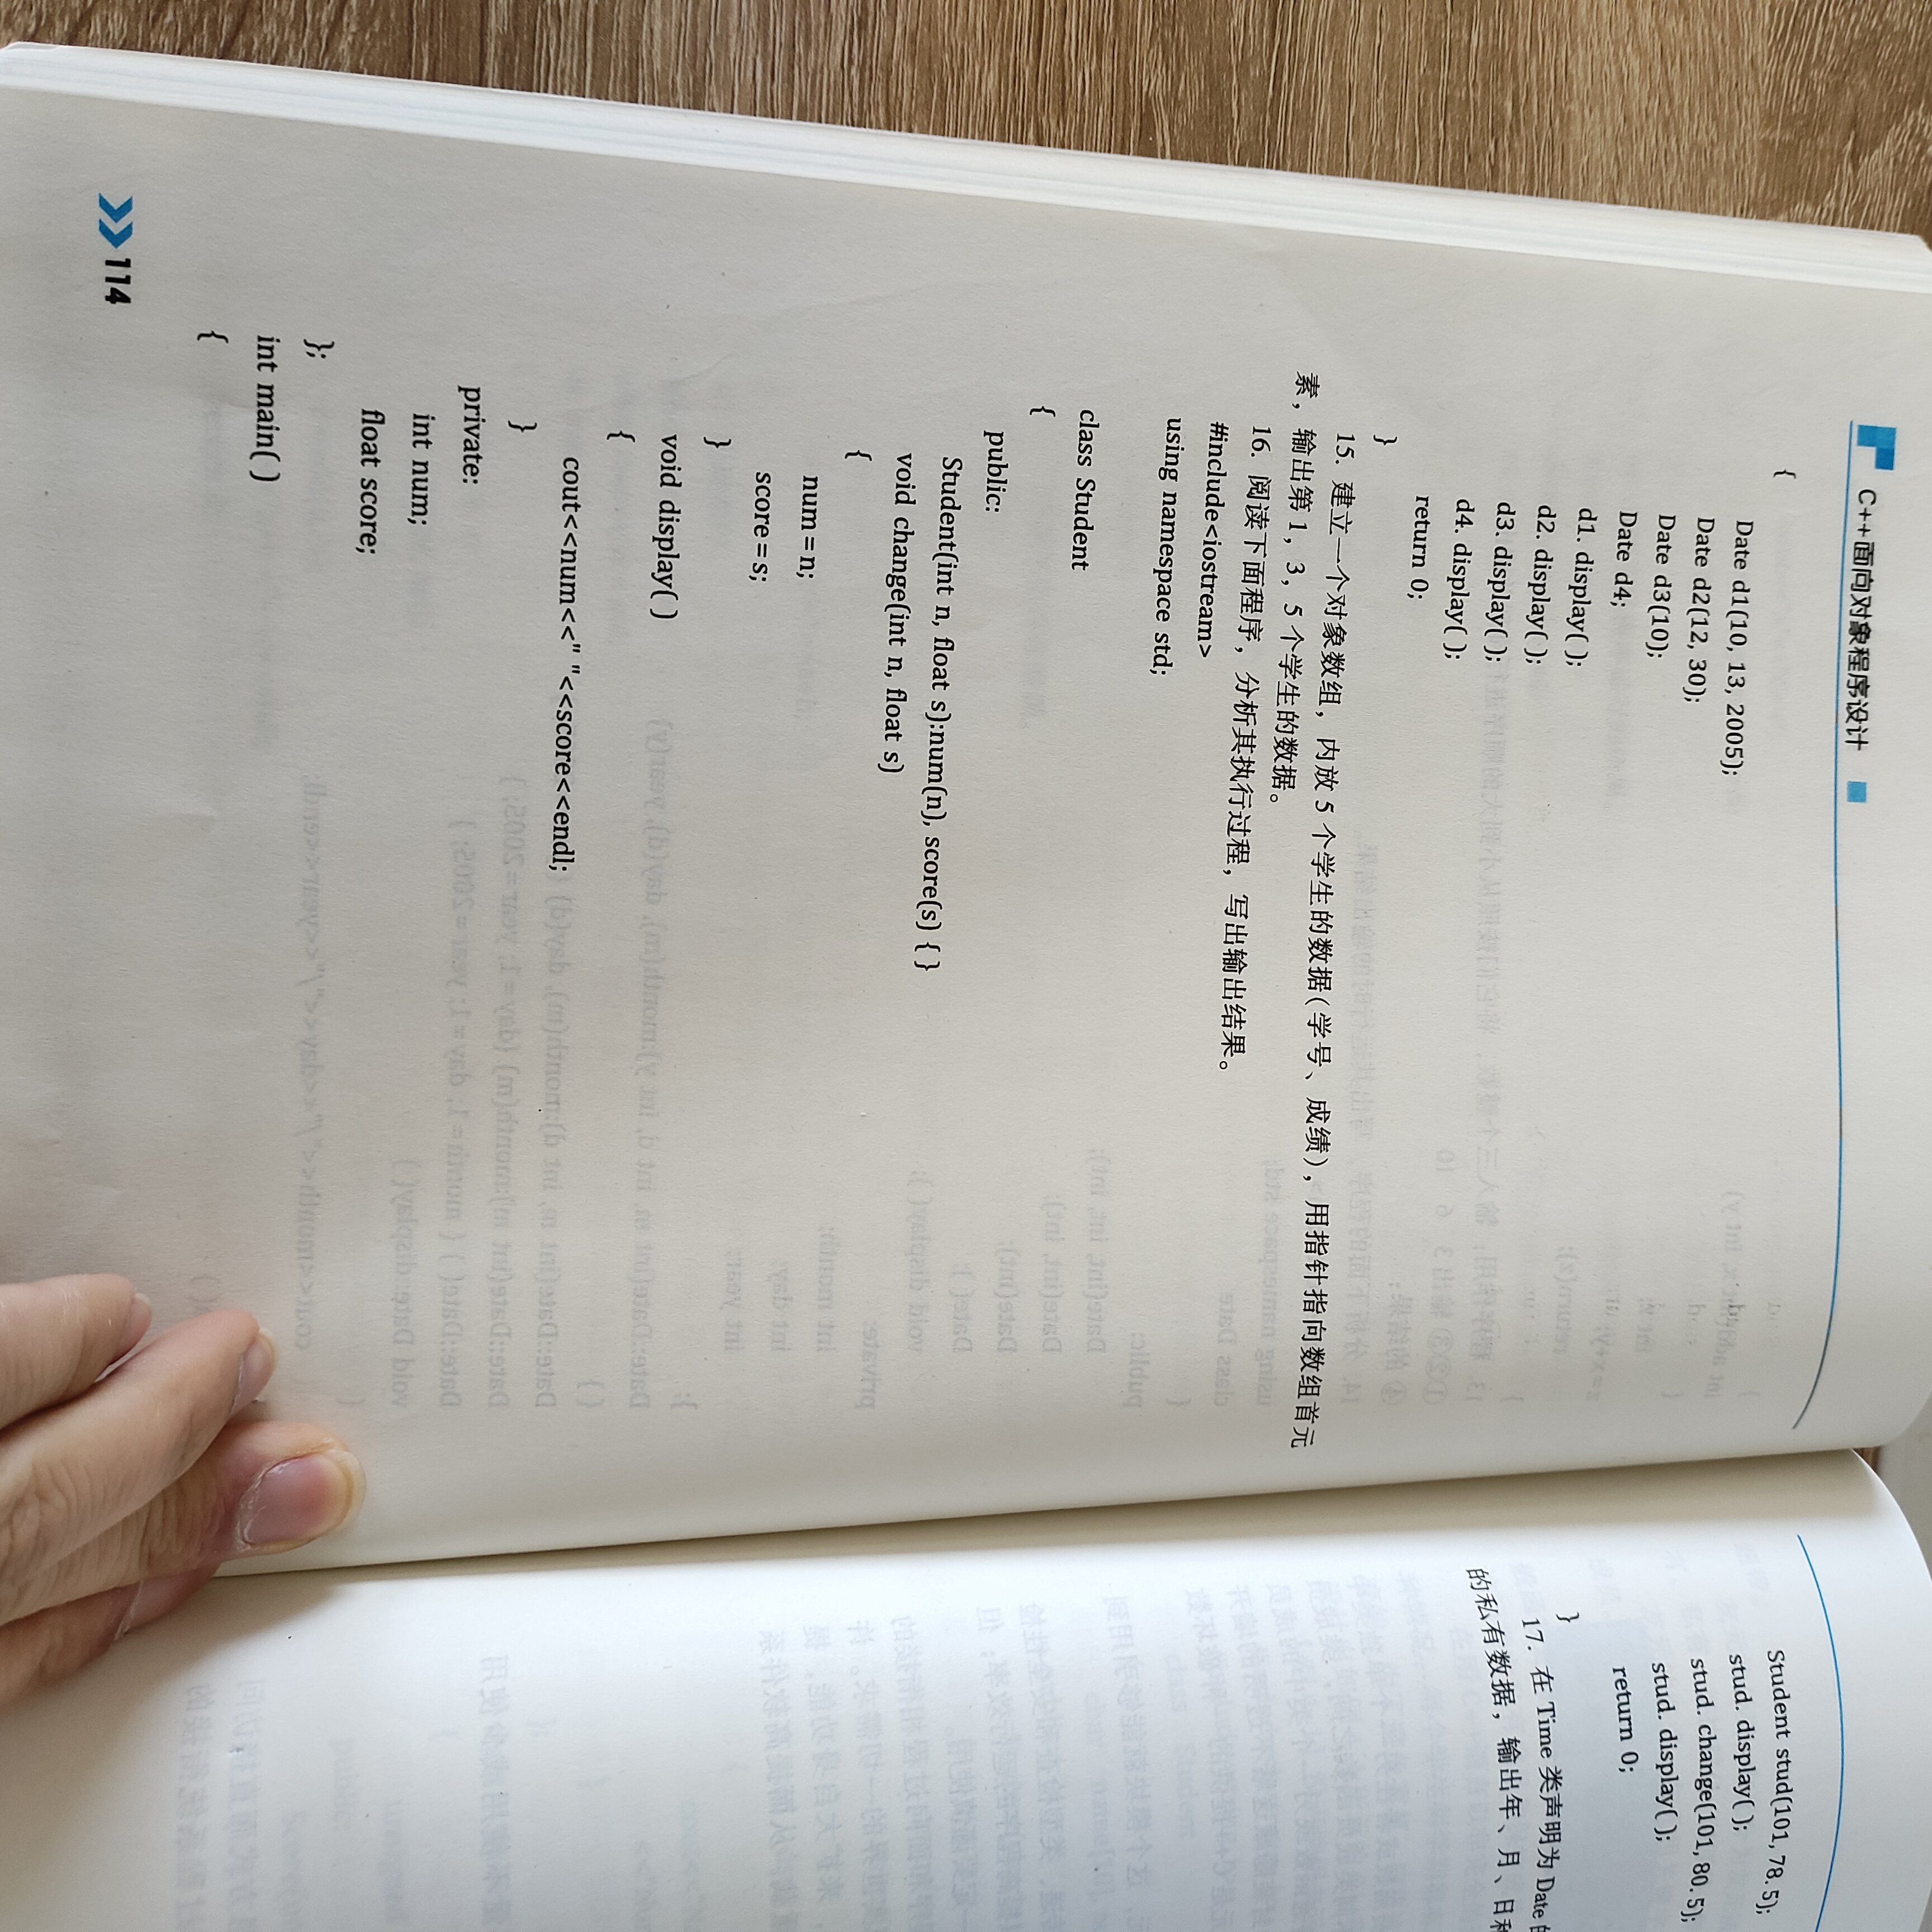 C++面向对象程序设计
{
Date d1(10, 13, 2005);
Date d2(12, 30);
Date d3(10);
Date d4;
d1. display( );
d2. display( );
d3. display( );
d4. display( );
return 0;
}
15. 建立一个对象数组，内放 5 个学生的数据(学号、成绩)，用指针指向数组首元
素，输出第 1，3，5 个学生的数据。
16. 阅读下面程序，分析其执行过程，写出输出结果。
#include<iostream>
using namespace std;
class Student
{
public:
Student(int n, float s):num(n), score(s) { }
void change(int n, float s)
{
num=n;
score=s;
}
void display( )
{
cout<<num<<" "<<score<<endl;
}
private:
int num;
float score;
};
int main( )
{
114
Student stud(101, 78.5);
stud. display( );
stud. change(101, 80.5);
stud. display( );
return 0;
}
17. 在 Time 类声明为 Date
的私有数据，输出年、月、日